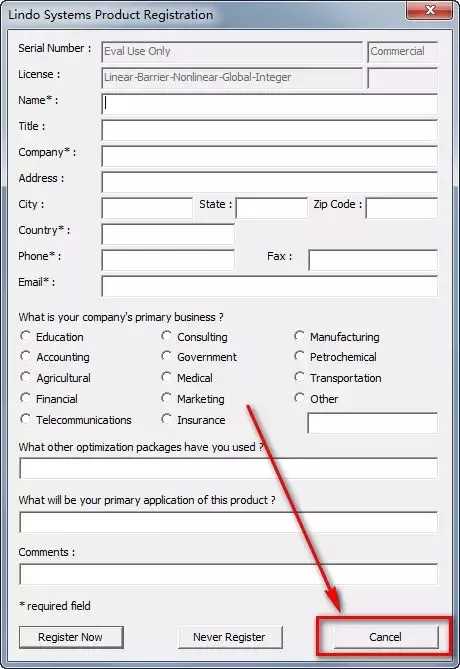 Lindo Systems Product Registration
Serial Number : Eval Use Only Commercial
License : Linear-Barrier-Nonlinear-Global-Integer
Name* :
Title :
Company* :
Address :
City : State : Zip Code :
Country* :
Phone* : Fax :
Email* :
What is your company's primary business ?
Education Consulting Manufacturing
Accounting Government Petrochemical
Agricultural Medical Transportation
Financial Marketing Other
Telecommunications Insurance
What other optimization packages have you used ?
What will be your primary application of this product ?
Comments :
* required field
Register Now Never Register Cancel